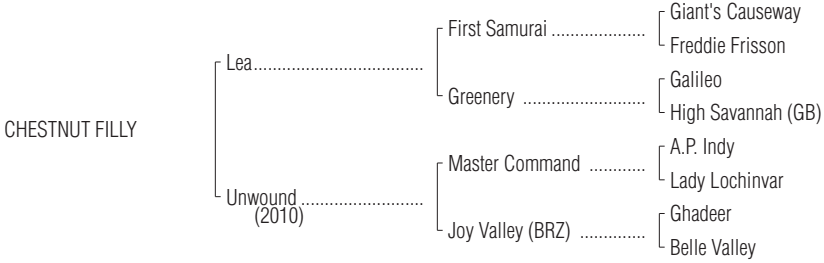 Giant's Causeway
First Samurai ......................
Freddie Frisson
Lea..................................
Galileo
Greenery ............................
High Savannah (GB)
CHESTNUT FILLY
A.P. Indy
Master Command .............
Lady Lochinvar
Unwound ..........................
(2010)
Ghadeer
Joy Valley (BRZ) ...............
Belle Valley